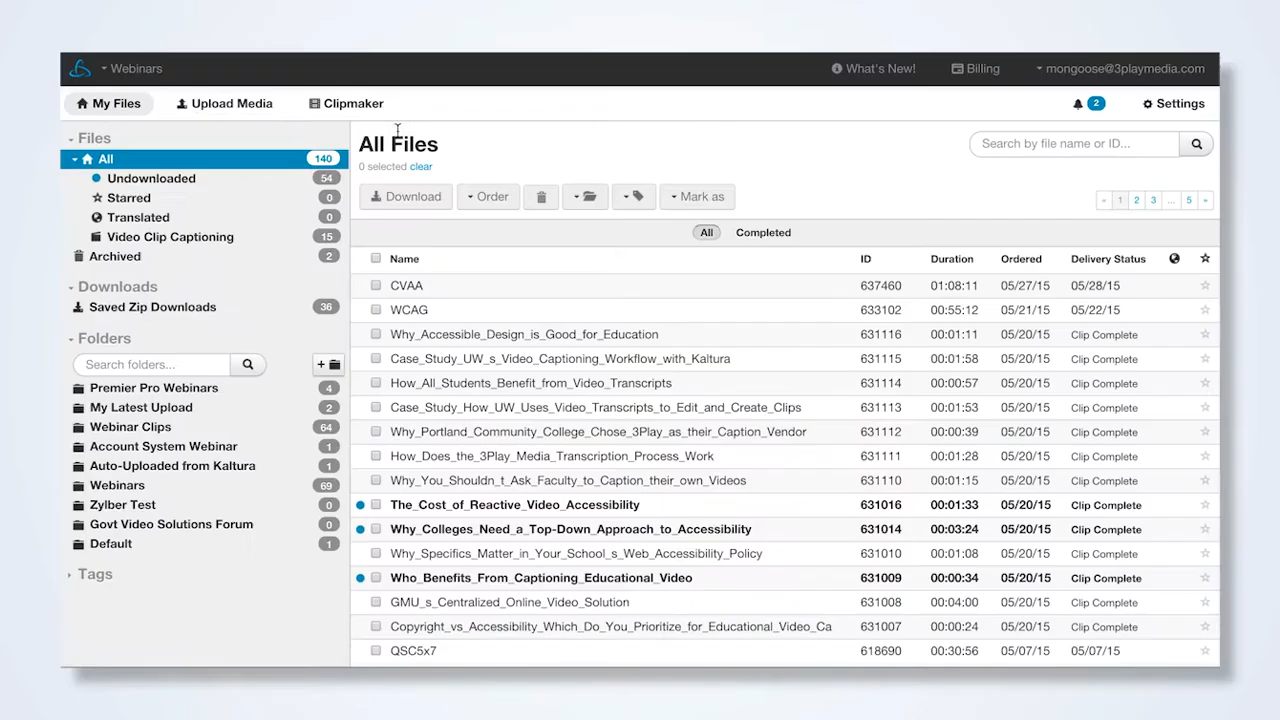 Webinars
What's New!
Billing
mongoose@3playmedia.com
My Files
Upload Media
Clipmaker
2
Settings
Files
All 140
Undownloaded 54
Starred 0
Translated 0
Video Clip Captioning 15
Archived 2
Downloads
Saved Zip Downloads 36
Folders
Search folders...
+
Premier Pro Webinars 4
My Latest Upload 2
Webinar Clips 64
Account System Webinar 1
Auto-Uploaded from Kaltura 1
Webinars 69
Zylber Test 0
Govt Video Solutions Forum 0
Default 1
Tags
All Files
Search by file name or ID...
0 selected clear
Download
Order
Mark as
« 1 2 3 ... 5 »
All
Completed
Name ID Duration Ordered Delivery Status
CVAA 637460 01:08:11 05/27/15 05/28/15
WCAG 633102 00:55:12 05/21/15 05/22/15
Why_Accessible_Design_is_Good_for_Education 631116 00:01:11 05/20/15 Clip Complete
Case_Study_UW_s_Video_Captioning_Workflow_with_Kaltura 631115 00:01:58 05/20/15 Clip Complete
How_All_Students_Benefit_from_Video_Transcripts 631114 00:00:57 05/20/15 Clip Complete
Case_Study_How_UW_Uses_Video_Transcripts_to_Edit_and_Create_Clips 631113 00:01:53 05/20/15 Clip Complete
Why_Portland_Community_College_Chose_3Play_as_their_Caption_Vendor 631112 00:00:39 05/20/15 Clip Complete
How_Does_the_3Play_Media_Transcription_Process_Work 631111 00:01:28 05/20/15 Clip Complete
Why_You_Shouldn_t_Ask_Faculty_to_Caption_their_own_Videos 631110 00:01:15 05/20/15 Clip Complete
The_Cost_of_Reactive_Video_Accessibility 631016 00:01:33 05/20/15 Clip Complete
Why_Colleges_Need_a_Top-Down_Approach_to_Accessibility 631014 00:03:24 05/20/15 Clip Complete
Why_Specifics_Matter_in_Your_School_s_Web_Accessibility_Policy 631010 00:01:08 05/20/15 Clip Complete
Who_Benefits_From_Captioning_Educational_Video 631009 00:00:34 05/20/15 Clip Complete
GMU_s_Centralized_Online_Video_Solution 631008 00:04:00 05/20/15 Clip Complete
Copyright_vs_Accessibility_Which_Do_You_Prioritize_for_Educational_Video_Ca 631007 00:00:24 05/20/15 Clip Complete
QSC5x7 618690 00:30:56 05/07/15 05/07/15